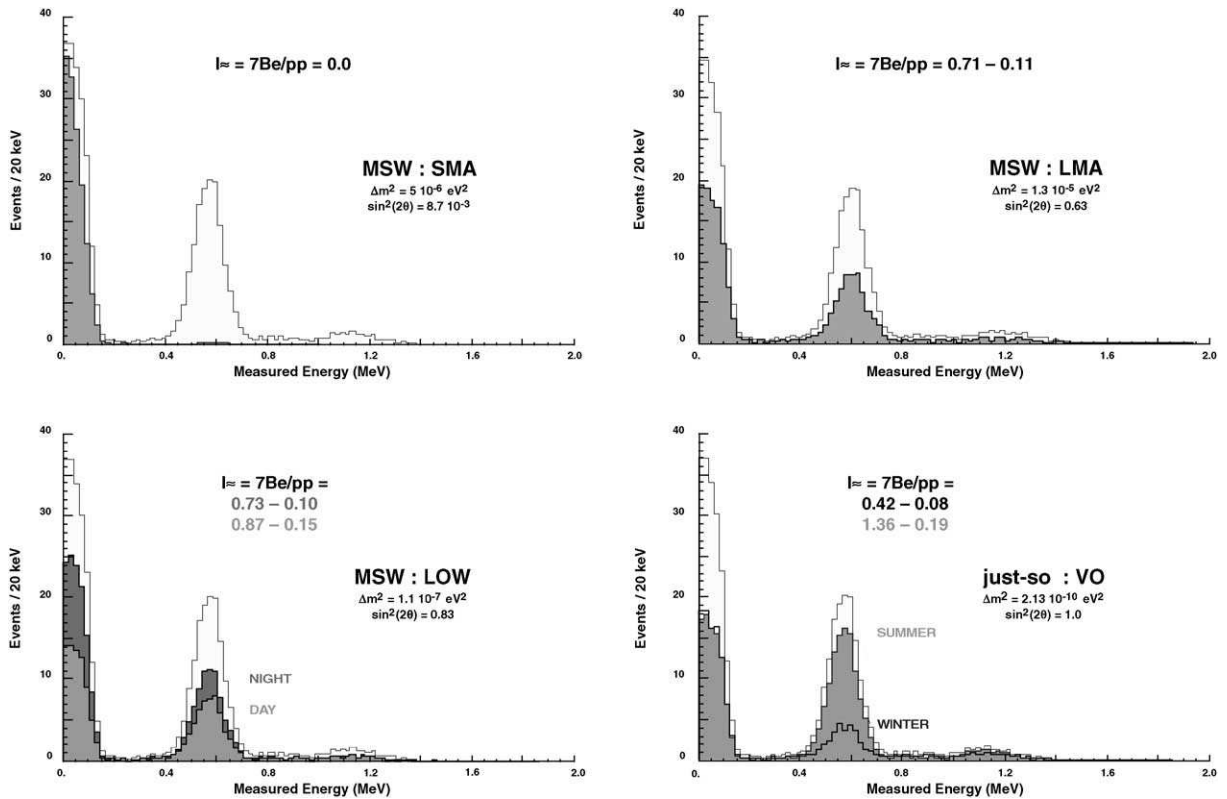 40
I≈ = 7Be/pp = 0.0
30
MSW : SMA
Δm² = 5 10⁻⁶ eV²
sin²(2θ) = 8.7 10⁻³
20
10
0
Events / 20 keV
0. 0.4 0.8 1.2 1.6 2.0
Measured Energy (MeV)
40
I≈ = 7Be/pp = 0.71 – 0.11
30
MSW : LMA
Δm² = 1.3 10⁻⁵ eV²
sin²(2θ) = 0.63
20
10
0
Events / 20 keV
0. 0.4 0.8 1.2 1.6 2.0
Measured Energy (MeV)
40
I≈ = 7Be/pp =
0.73 – 0.10
0.87 – 0.15
30
MSW : LOW
Δm² = 1.1 10⁻⁷ eV²
sin²(2θ) = 0.83
20
NIGHT
10
DAY
0
Events / 20 keV
0. 0.4 0.8 1.2 1.6 2.0
Measured Energy (MeV)
40
I≈ = 7Be/pp =
0.42 – 0.08
1.36 – 0.19
30
just-so : VO
Δm² = 2.13 10⁻¹⁰ eV²
sin²(2θ) = 1.0
20
SUMMER
10
WINTER
0
Events / 20 keV
0. 0.4 0.8 1.2 1.6 2.0
Measured Energy (MeV)